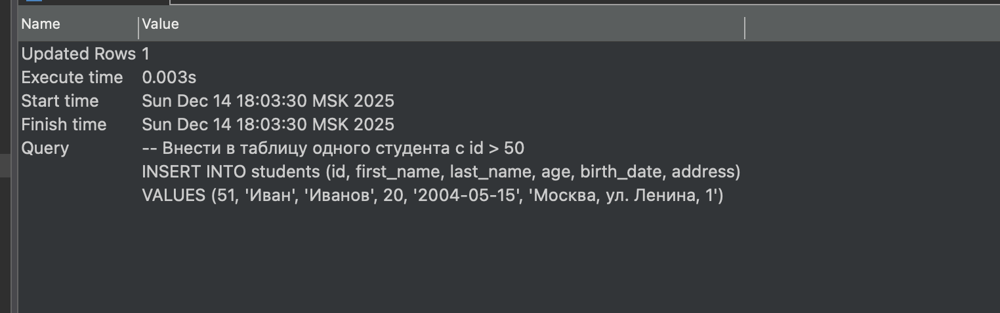 Name Value
Updated Rows 1
Execute time 0.003s
Start time Sun Dec 14 18:03:30 MSK 2025
Finish time Sun Dec 14 18:03:30 MSK 2025
Query -- Внести в таблицу одного студента с id > 50
INSERT INTO students (id, first_name, last_name, age, birth_date, address)
VALUES (51, 'Иван', 'Иванов', 20, '2004-05-15', 'Москва, ул. Ленина, 1')